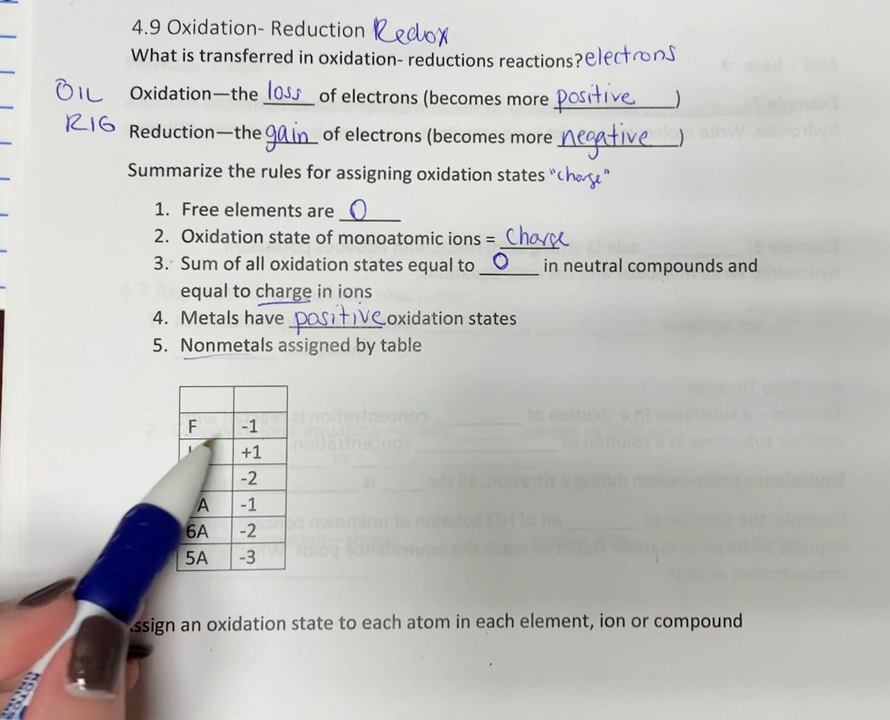 4.9 Oxidation- Reduction Redox
What is transferred in oxidation- reductions reactions? electrons
OIL
Oxidation—the loss of electrons (becomes more positive )
RIG
Reduction—the gain of electrons (becomes more negative )
Summarize the rules for assigning oxidation states "charge"
1. Free elements are 0
2. Oxidation state of monoatomic ions = charge
3. Sum of all oxidation states equal to 0 in neutral compounds and
equal to charge in ions
4. Metals have positive oxidation states
5. Nonmetals assigned by table
F -1
+1
-2
A -1
6A -2
5A -3
ssign an oxidation state to each atom in each element, ion or compound